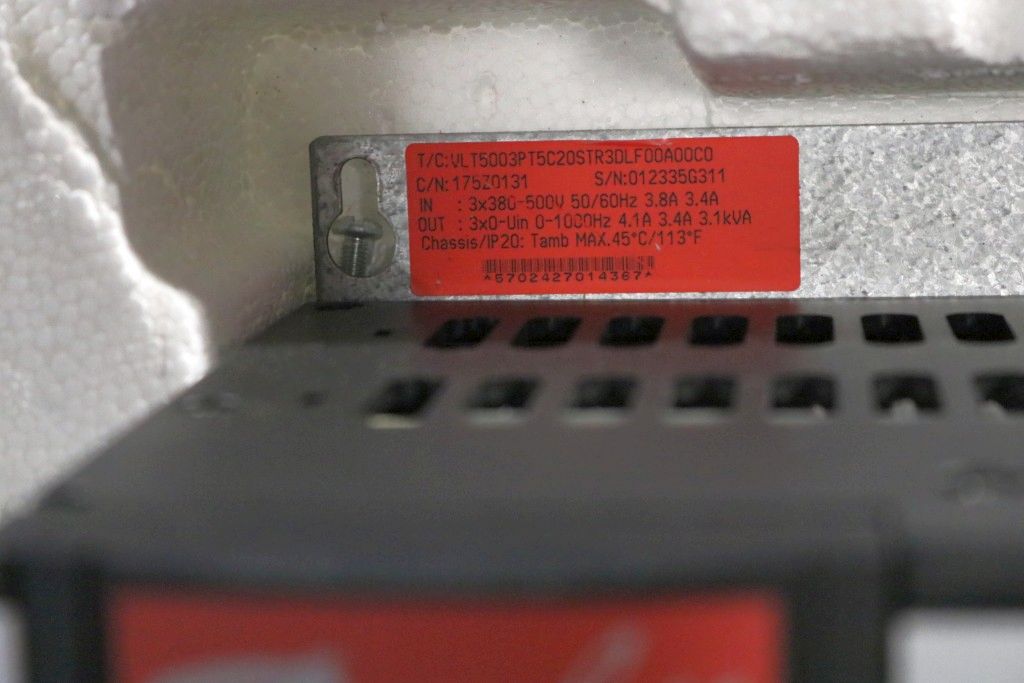 T/C:VLT5003PT5C20STR3DLF00A00C0
C/N:175Z0131 S/N:012335G311
IN : 3x380-500V 50/60Hz 3.8A 3.4A
OUT : 3x0-Uin 0-1000Hz 4.1A 3.4A 3.1kVA
Chassis/IP20: Tamb MAX.45°C/113°F
*5702427014367*